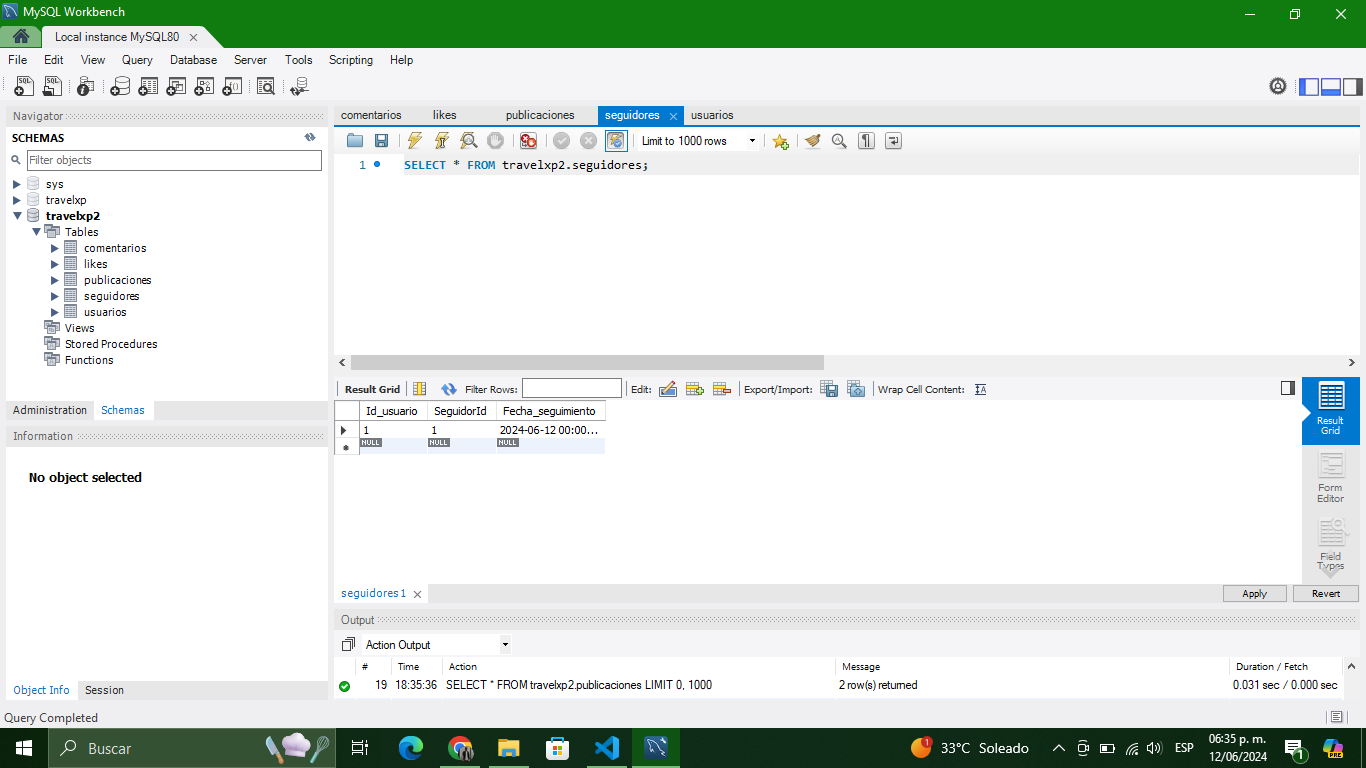 MySQL Workbench
Local instance MySQL80
File Edit View Query Database Server Tools Scripting Help
Navigator
SCHEMAS
Filter objects
sys
travelxp
travelxp2
Tables
comentarios
likes
publicaciones
seguidores
usuarios
Views
Stored Procedures
Functions
Administration Schemas
Information
No object selected
Object Info Session
comentarios likes publicaciones seguidores usuarios
Limit to 1000 rows
1 SELECT * FROM travelxp2.seguidores;
Result Grid Filter Rows: Edit: Export/Import: Wrap Cell Content:
Id_usuario SeguidorId Fecha_seguimiento
1 1 2024-06-12 00:00...
NULL NULL NULL
Result Grid
Form Editor
Field Types
seguidores 1
Apply Revert
Output
Action Output
# Time Action Message Duration / Fetch
19 18:35:36 SELECT * FROM travelxp2.publicaciones LIMIT 0, 1000 2 row(s) returned 0.031 sec / 0.000 sec
Query Completed
Buscar
1 33°C Soleado ESP 06:35 p. m.
12/06/2024
1
PRE